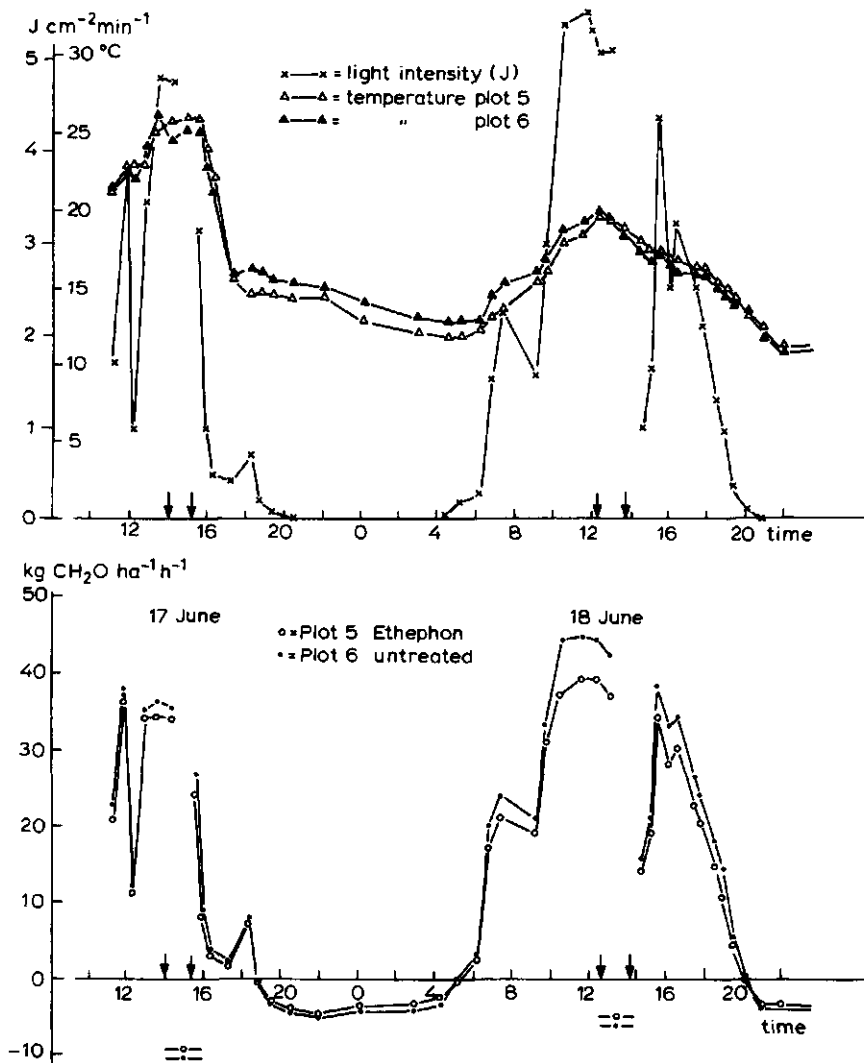 J cm⁻² min⁻¹
30 °C
5
×—× = light intensity (J)
△—△ = temperature plot 5
▲—▲ = " plot 6
25
4
20
3
15
2
10
1
5
0
12 16 20 0 4 8 12 16 20 time
kg CH₂O ha⁻¹ h⁻¹
50
17 June 18 June
○ = Plot 5 Ethephon
• = Plot 6 untreated
40
30
20
10
0
12 16 20 0 4 8 12 16 20
time
-10